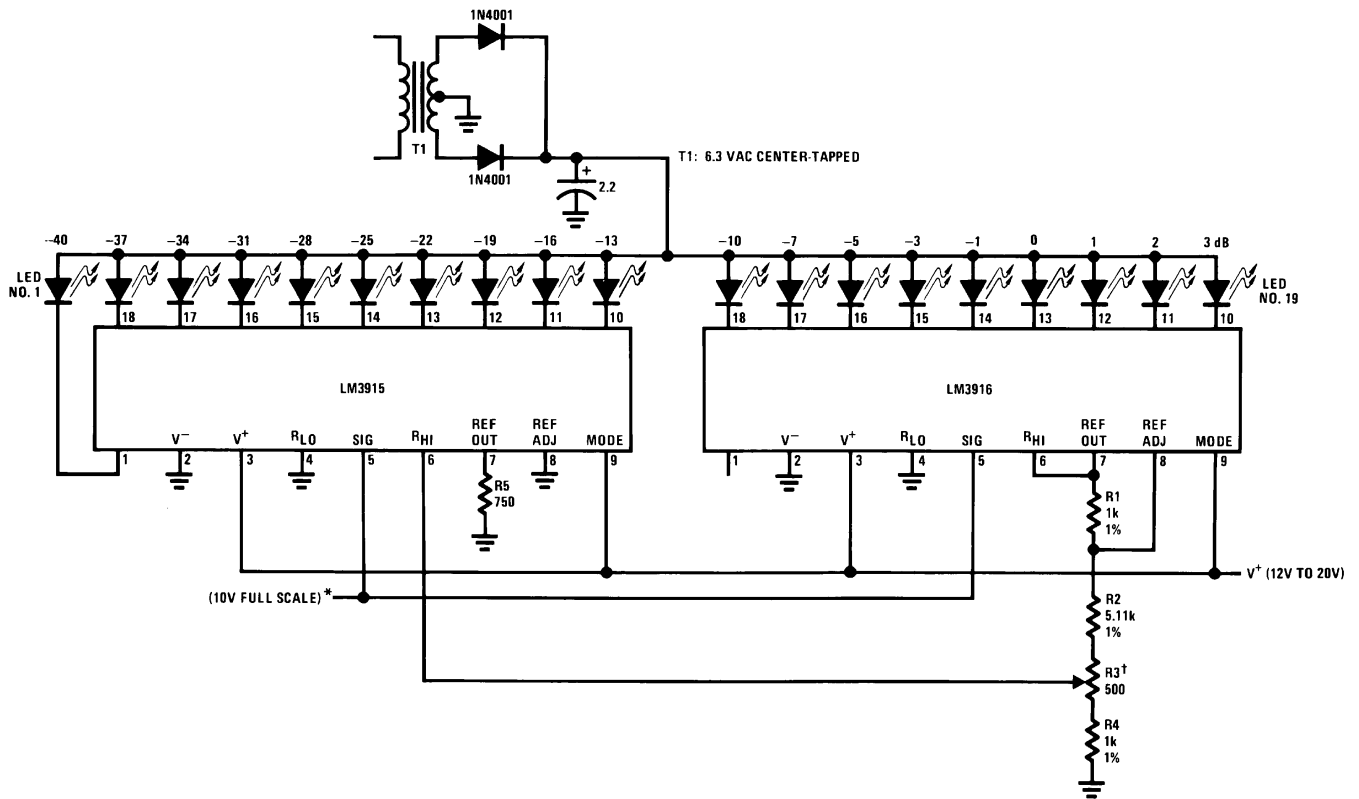 1N4001
T1
1N4001
+
2.2
T1: 6.3 VAC CENTER-TAPPED
--40 −37 −34 −31 −28 −25 −22 −19 −16 −13 −10 −7 −5 −3 −1 0 1 2 3 dB
LED
NO. 1
LED
NO. 19
18 17 16 15 14 13 12 11 10
18 17 16 15 14 13 12 11 10
LM3915
LM3916
V− V+ RLO SIG RHI REF OUT REF ADJ MODE
1 2 3 4 5 6 7 8 9
V− V+ RLO SIG RHI REF OUT REF ADJ MODE
1 2 3 4 5 6 7 8 9
R5
750
R1
1k
1%
V+ (12V TO 20V)
(10V FULL SCALE)*
R2
5.11k
1%
R3†
500
R4
1k
1%